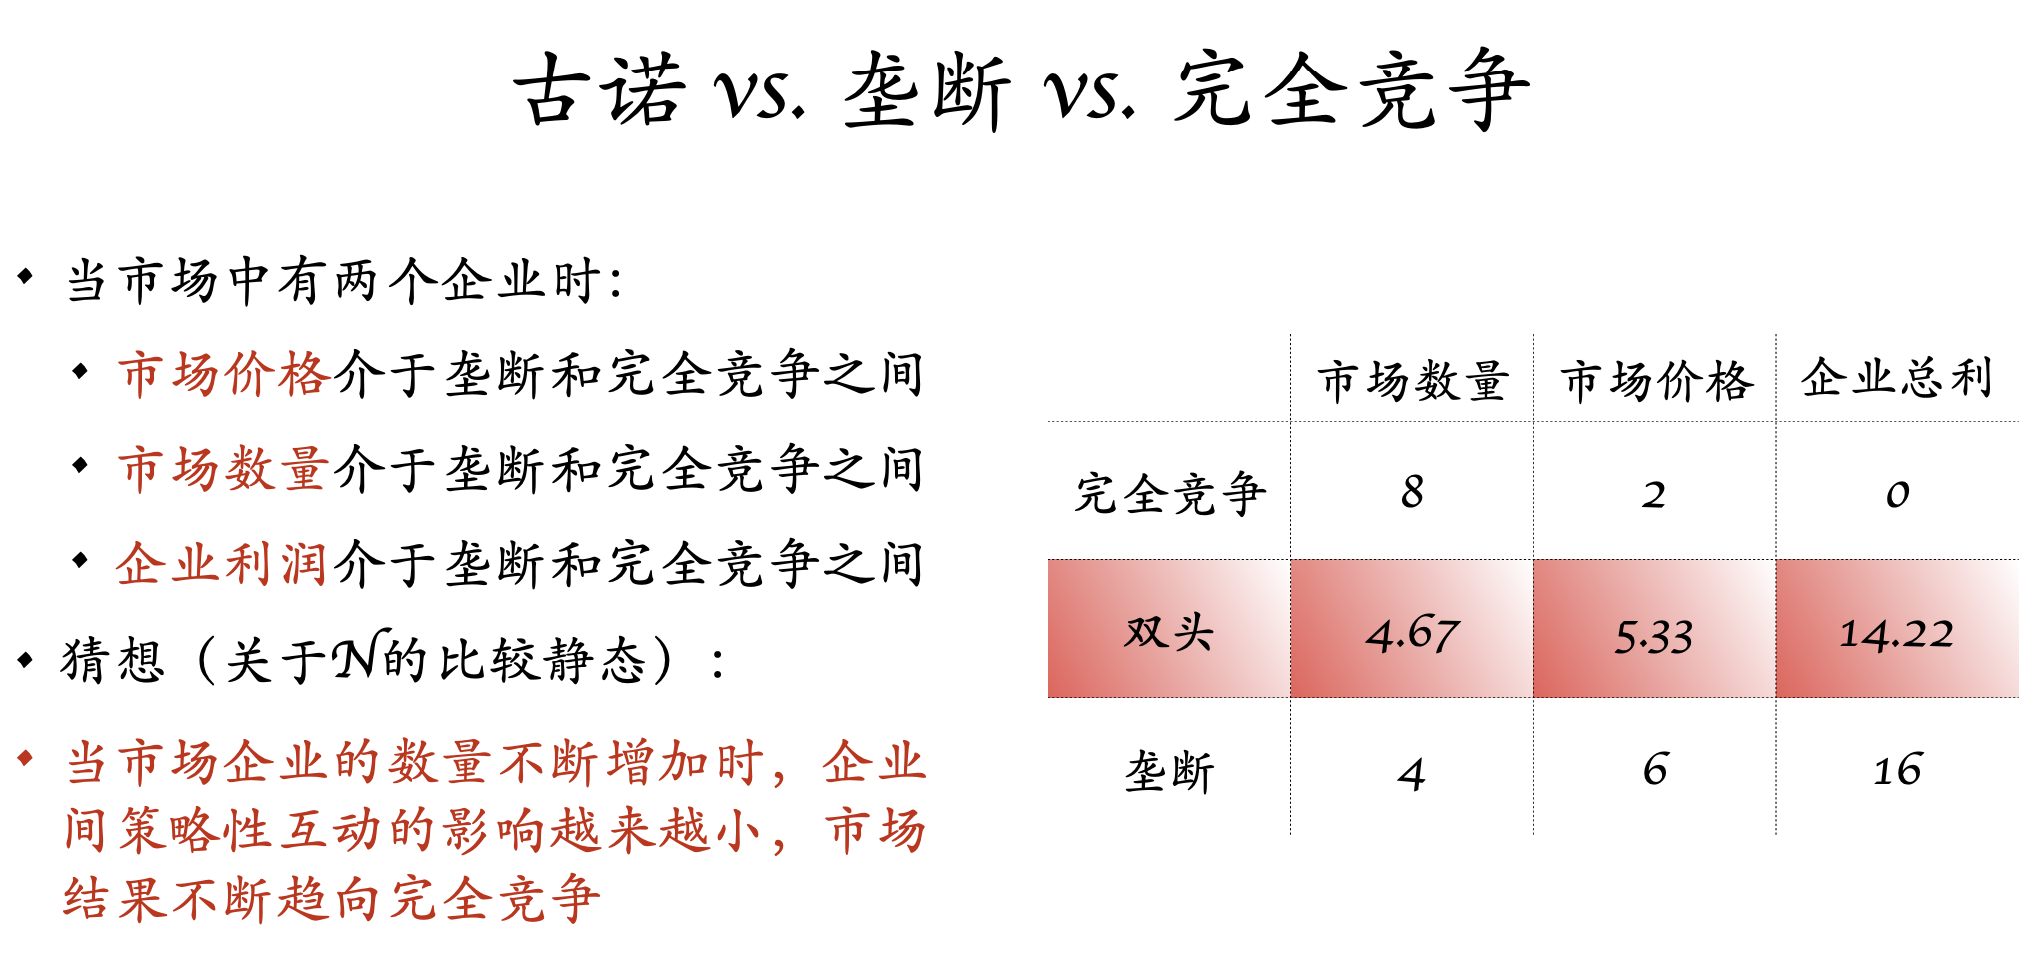 古诺 vs. 垄断 vs. 完全竞争
• 当市场中有两个企业时：
• 市场价格介于垄断和完全竞争之间
• 市场数量介于垄断和完全竞争之间
• 企业利润介于垄断和完全竞争之间
• 猜想（关于N的比较静态）：
• 当市场企业的数量不断增加时，企业
间策略性互动的影响越来越小，市场
结果不断趋向完全竞争
市场数量 市场价格 企业总利
完全竞争 8 2 0
双头 4.67 5.33 14.22
垄断 4 6 16